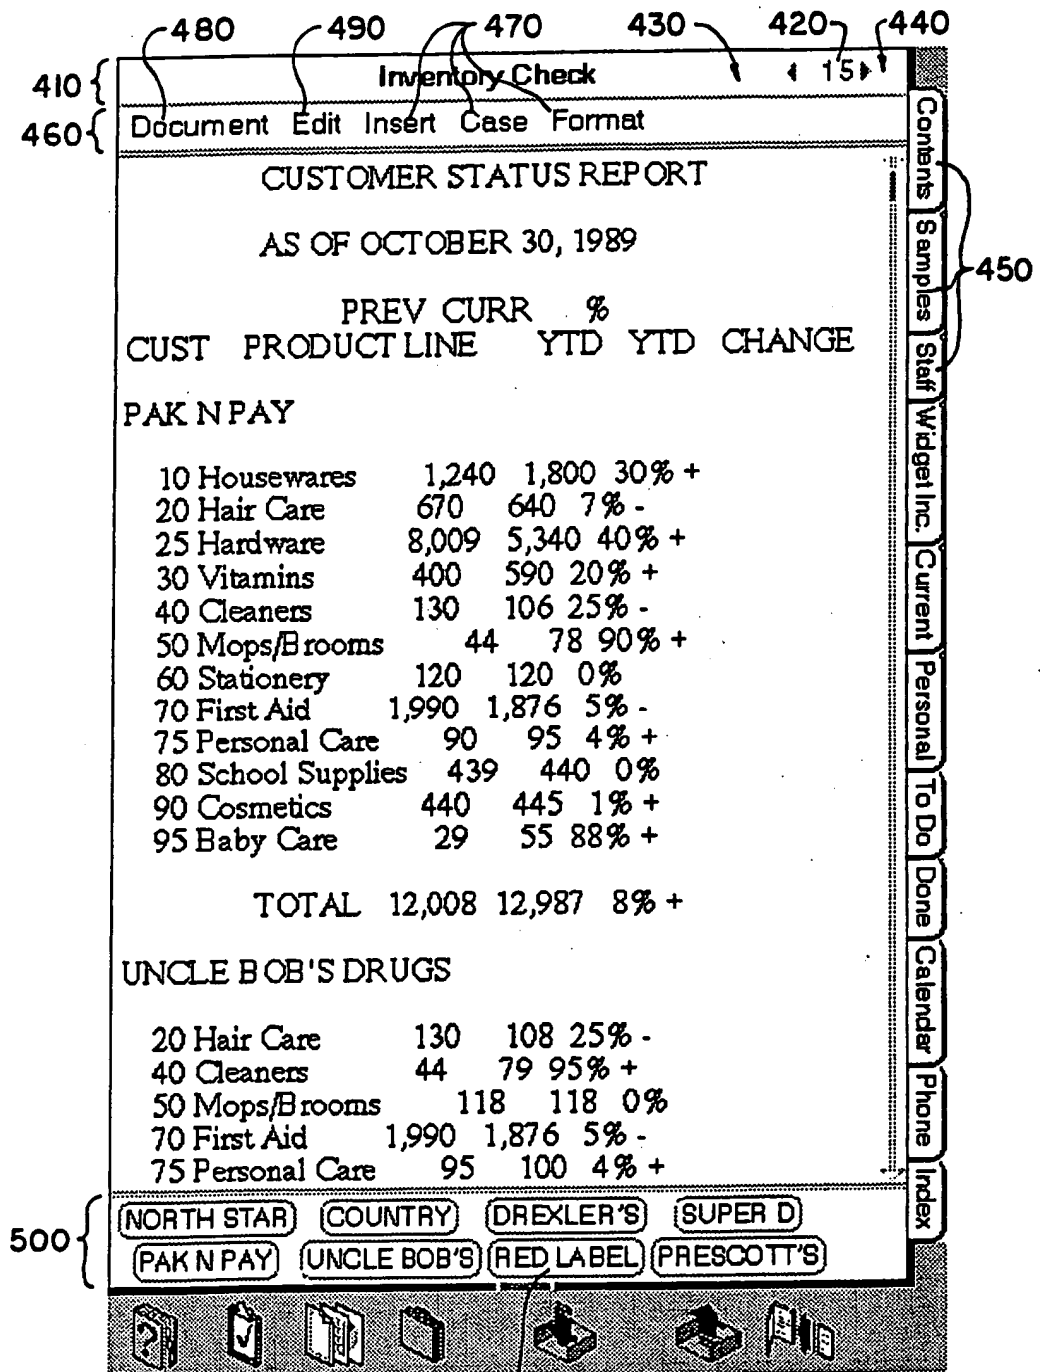 480 490 470 430 420 440
410 Inventory Check 15
460 Document Edit Insert Case Format
CUSTOMER STATUS REPORT
AS OF OCTOBER 30, 1989
PREV CURR %
CUST PRODUCT LINE YTD YTD CHANGE
PAK N PAY
10 Housewares 1,240 1,800 30% +
20 Hair Care 670 640 7% -
25 Hardware 8,009 5,340 40% +
30 Vitamins 400 590 20% +
40 Cleaners 130 106 25% -
50 Mops/Brooms 44 78 90% +
60 Stationery 120 120 0%
70 First Aid 1,990 1,876 5% -
75 Personal Care 90 95 4% +
80 School Supplies 439 440 0%
90 Cosmetics 440 445 1% +
95 Baby Care 29 55 88% +
TOTAL 12,008 12,987 8% +
UNCLE BOB'S DRUGS
20 Hair Care 130 108 25% -
40 Cleaners 44 79 95% +
50 Mops/Brooms 118 118 0%
70 First Aid 1,990 1,876 5% -
75 Personal Care 95 100 4% +
500
NORTH STAR COUNTRY DREXLER'S SUPER D
PAK N PAY UNCLE BOB'S RED LABEL PRESCOTT'S
?
Contents
Samples
450
Staff
Widget Inc.
Current
Personal
To Do
Done
Calendar
Phone
Index